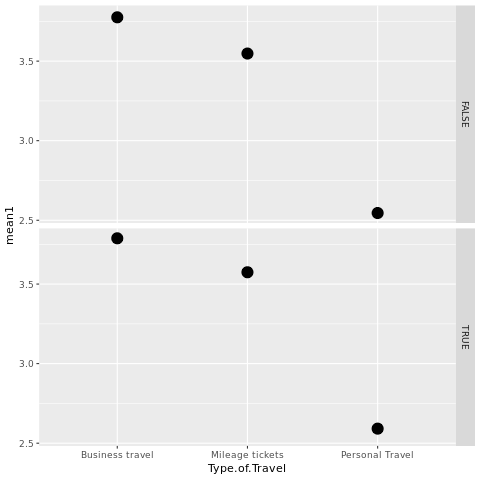 mean1
3.5
3.0
2.5
FALSE
3.5
3.0
2.5
TRUE
Business travel
Mileage tickets
Personal Travel
Type.of.Travel